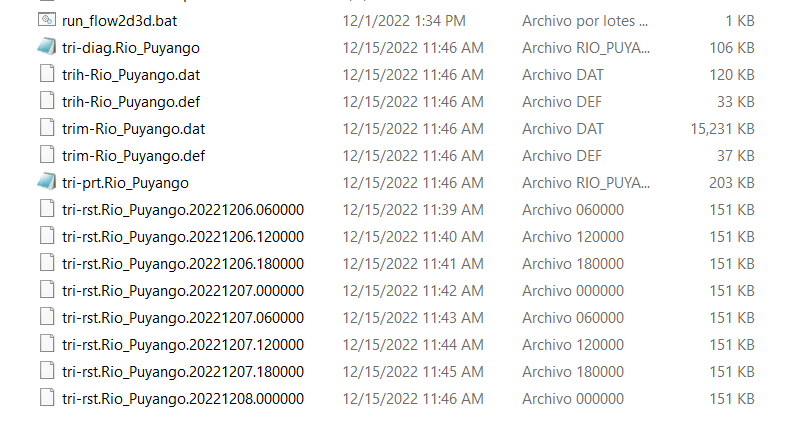 run_flow2d3d.bat 12/1/2022 1:34 PM Archivo por lotes ... 1 KB
tri-diag.Rio_Puyango 12/15/2022 11:46 AM Archivo RIO_PUYA... 106 KB
trih-Rio_Puyango.dat 12/15/2022 11:46 AM Archivo DAT 120 KB
trih-Rio_Puyango.def 12/15/2022 11:46 AM Archivo DEF 33 KB
trim-Rio_Puyango.dat 12/15/2022 11:46 AM Archivo DAT 15,231 KB
trim-Rio_Puyango.def 12/15/2022 11:46 AM Archivo DEF 37 KB
tri-prt.Rio_Puyango 12/15/2022 11:46 AM Archivo RIO_PUYA... 203 KB
tri-rst.Rio_Puyango.20221206.060000 12/15/2022 11:39 AM Archivo 060000 151 KB
tri-rst.Rio_Puyango.20221206.120000 12/15/2022 11:40 AM Archivo 120000 151 KB
tri-rst.Rio_Puyango.20221206.180000 12/15/2022 11:41 AM Archivo 180000 151 KB
tri-rst.Rio_Puyango.20221207.000000 12/15/2022 11:42 AM Archivo 000000 151 KB
tri-rst.Rio_Puyango.20221207.060000 12/15/2022 11:43 AM Archivo 060000 151 KB
tri-rst.Rio_Puyango.20221207.120000 12/15/2022 11:44 AM Archivo 120000 151 KB
tri-rst.Rio_Puyango.20221207.180000 12/15/2022 11:45 AM Archivo 180000 151 KB
tri-rst.Rio_Puyango.20221208.000000 12/15/2022 11:46 AM Archivo 000000 151 KB